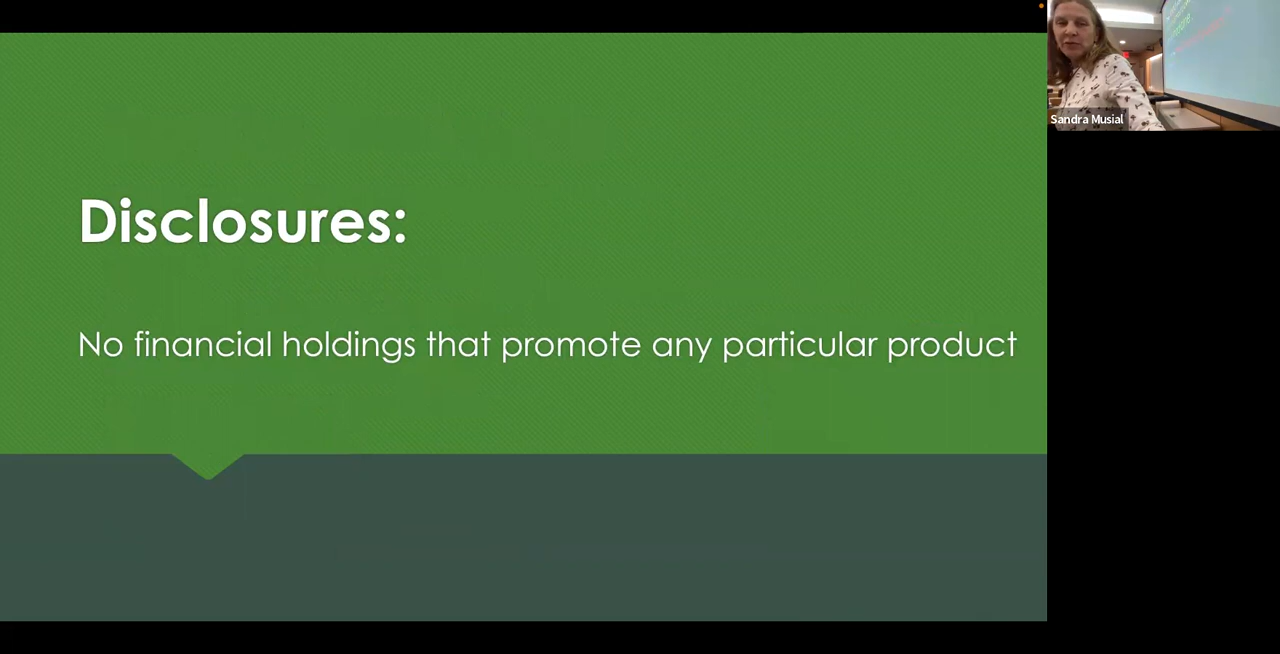 Disclosures:
No financial holdings that promote any particular product
Sandra Musial